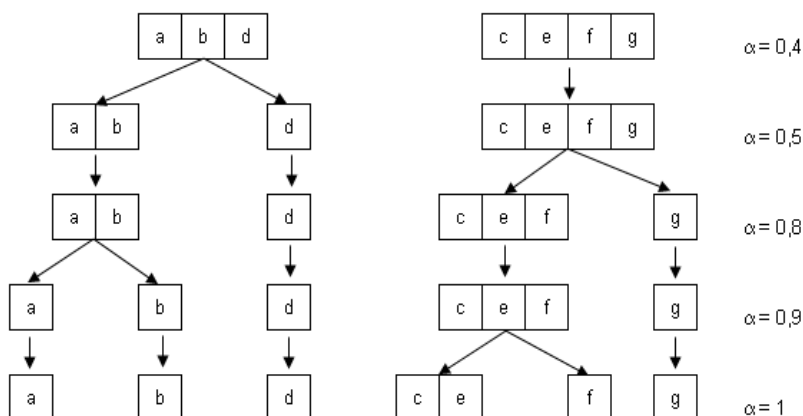 a b d c e f g α = 0,4
a b d c e f g α = 0,5
a b d c e f g α = 0,8
a b d c e f g α = 0,9
a b d c e f g α = 1